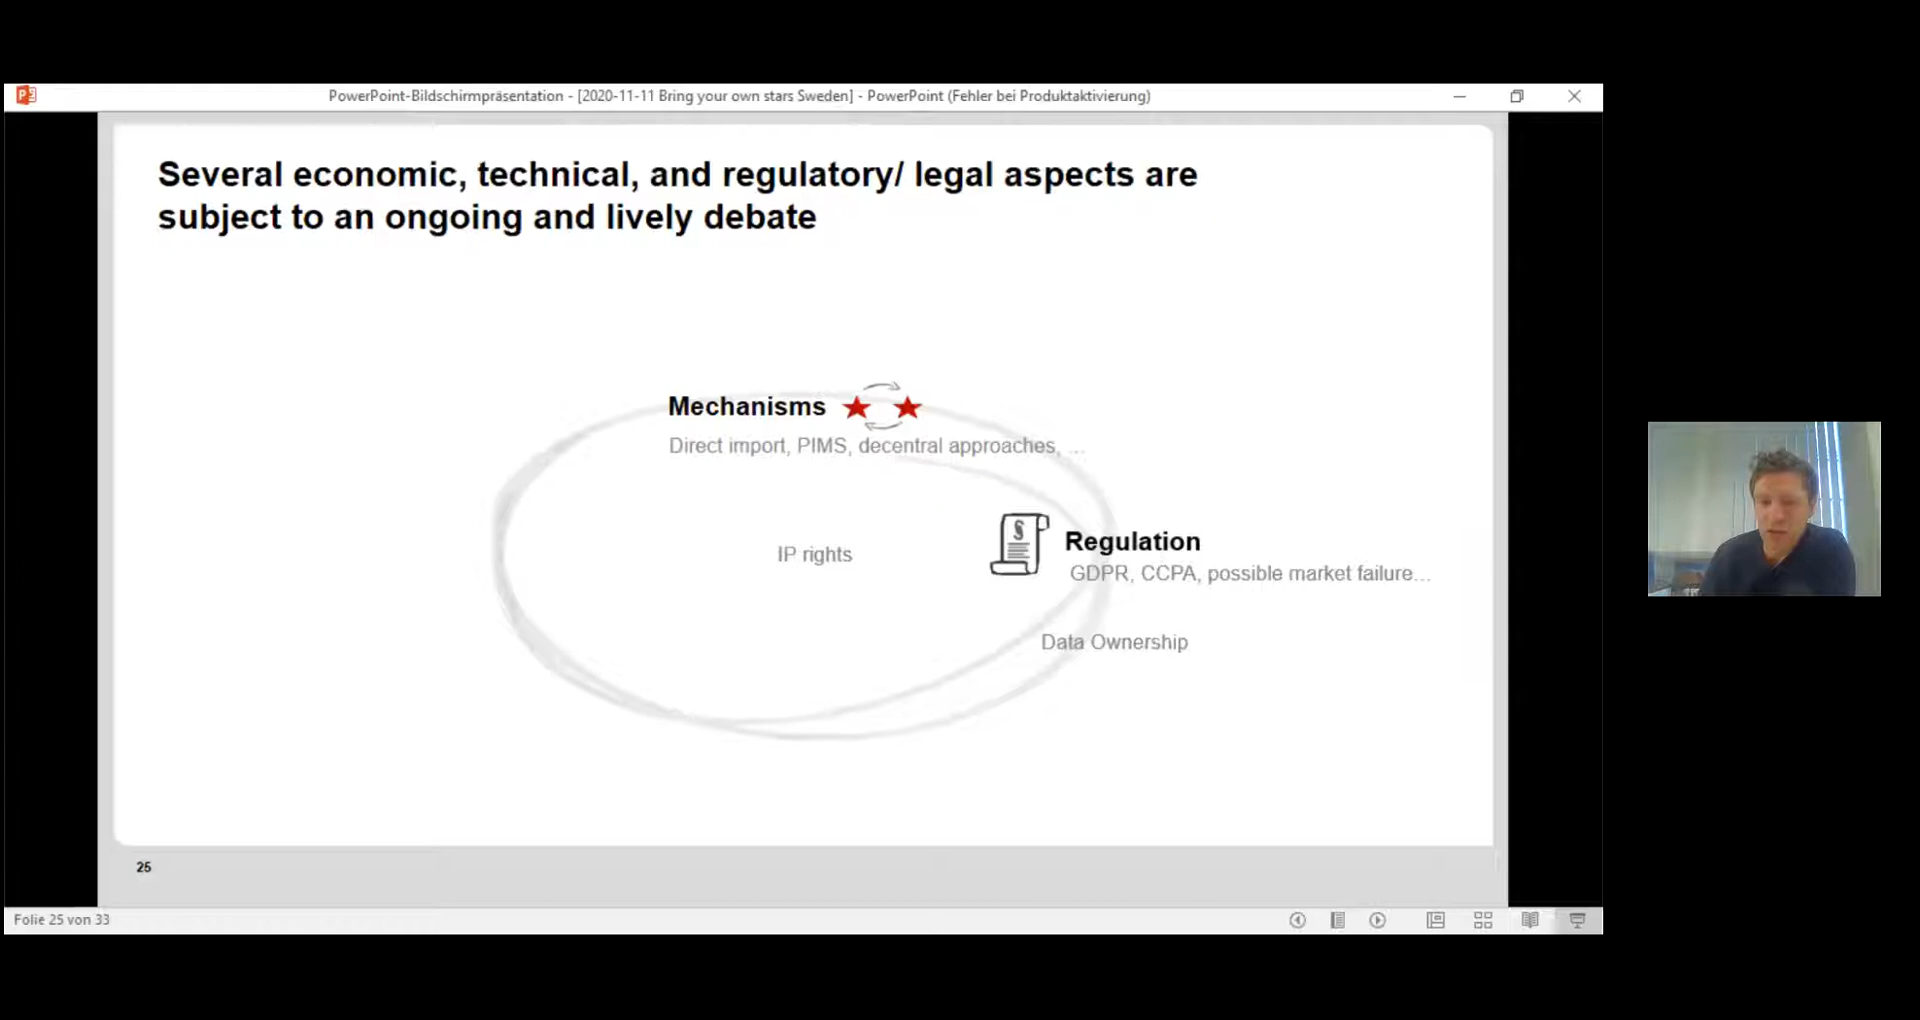 PowerPoint-Bildschirmpräsentation - [2020-11-11 Bring your own stars Sweden] - PowerPoint (Fehler bei Produktaktivierung)
Several economic, technical, and regulatory/ legal aspects are
subject to an ongoing and lively debate
Mechanisms
Direct import, PIMS, decentral approaches, ...
IP rights
§
Regulation
GDPR, CCPA, possible market failure...
Data Ownership
25
Folie 25 von 33